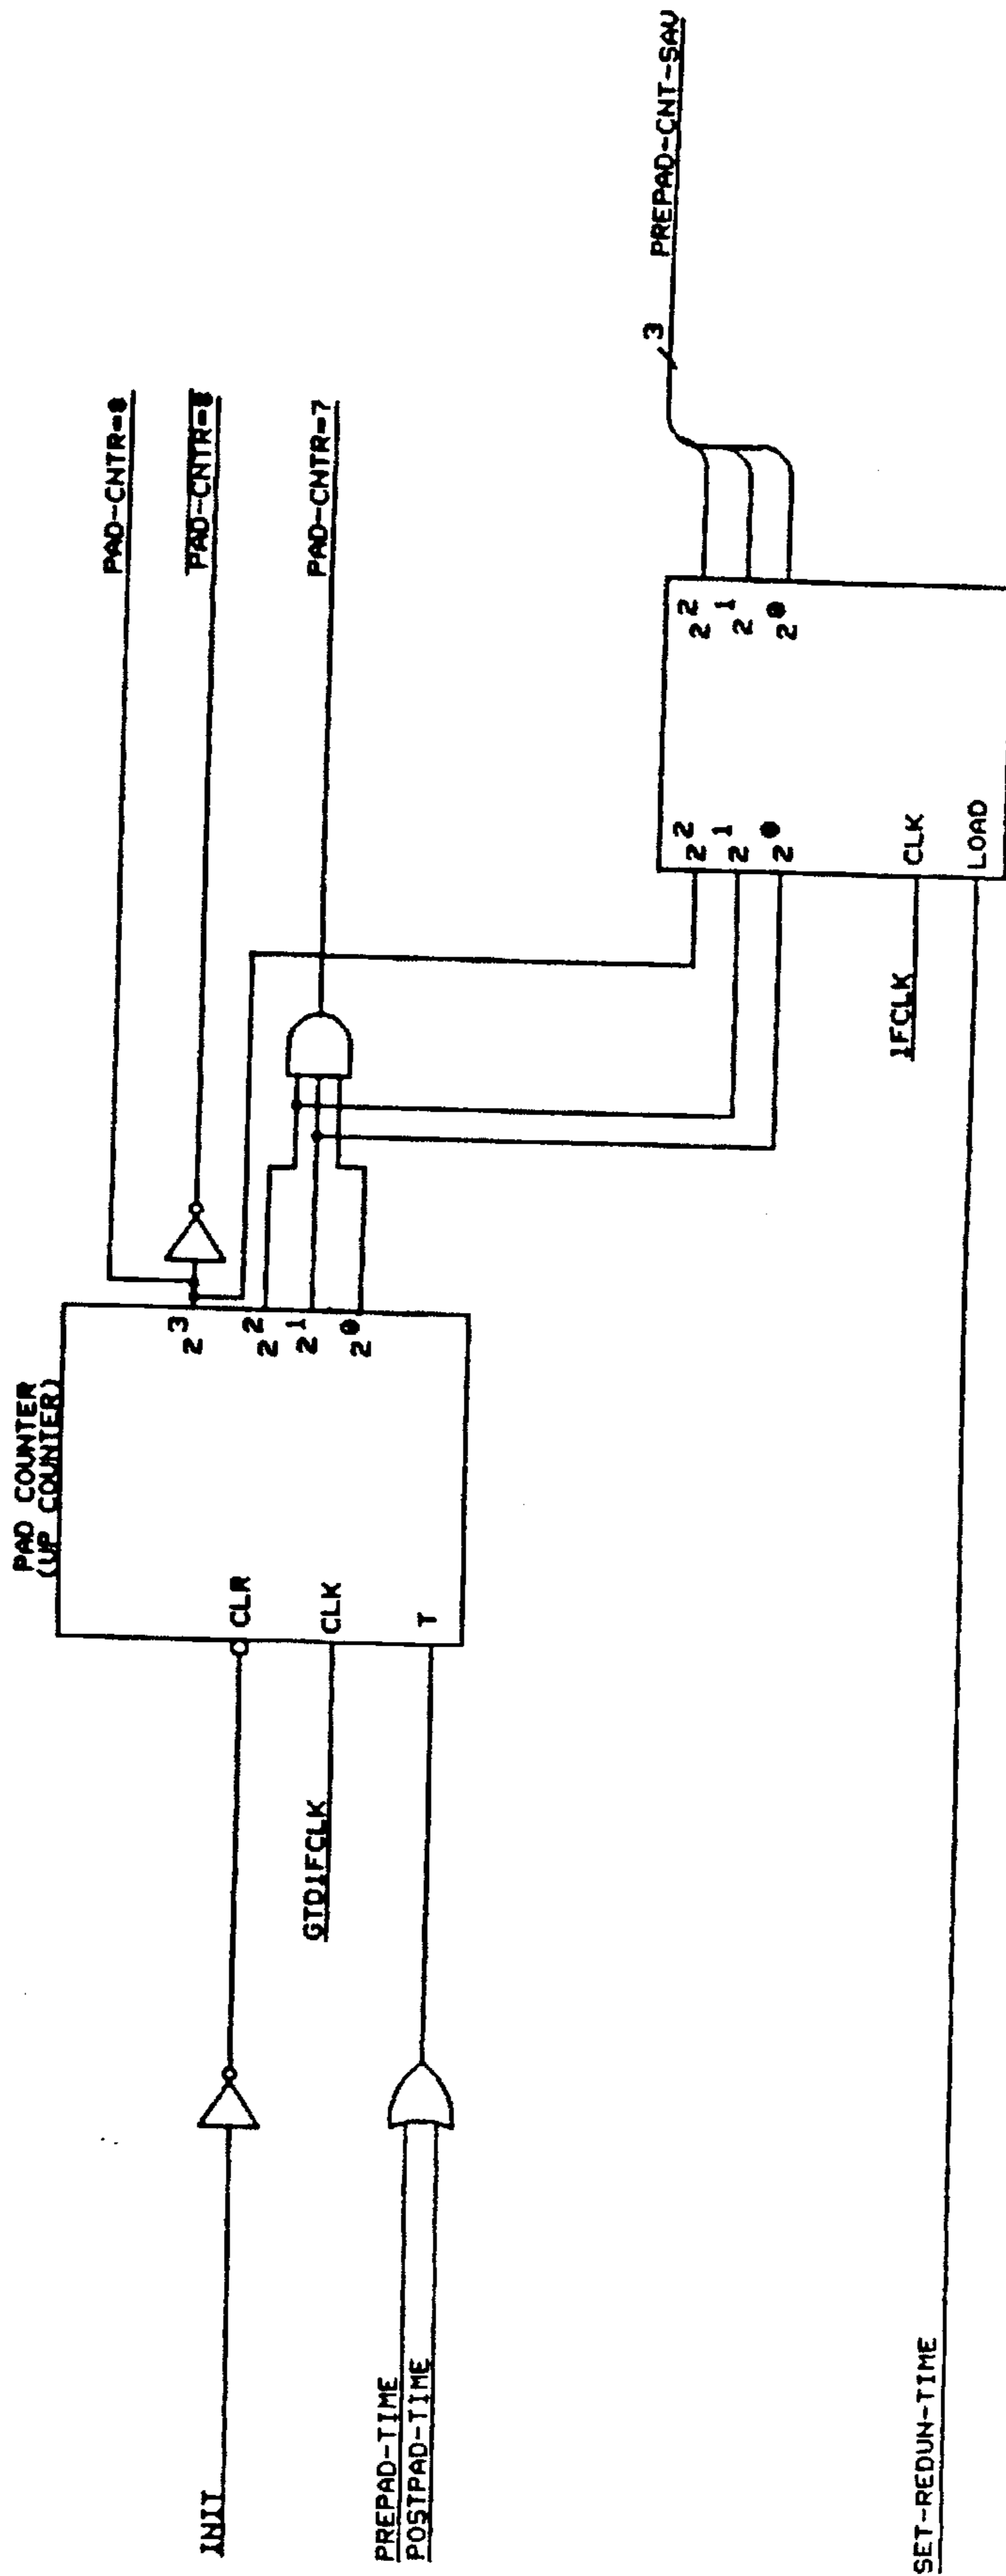 PAD COUNTER
(UP COUNTER)
INIT
CLR
GTD1FCLK
CLK
PREPAD-TIME
POSTPAD-TIME
T
2 3
2 2
2 1
2 0
PAD-CNTR=8
PAD-CNTR=8
PAD-CNTR=7
2 2
2 1
2 0
1FCLK
CLK
SET-REDUN-TIME
LOAD
2 2
2 1
2 0
3
PREPAD-CNT-SAV